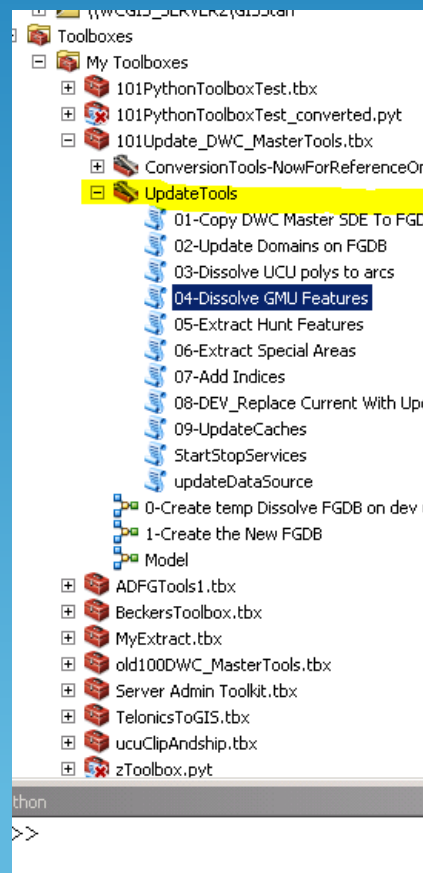 \\WCGIS_SERVER2\GISStaff
Toolboxes
My Toolboxes
101PythonToolboxTest.tbx
101PythonToolboxTest_converted.pyt
101Update_DWC_MasterTools.tbx
ConversionTools-NowForReferenceOn
UpdateTools
01-Copy DWC Master SDE To FGD
02-Update Domains on FGDB
03-Dissolve UCU polys to arcs
04-Dissolve GMU Features
05-Extract Hunt Features
06-Extract Special Areas
07-Add Indices
08-DEV_Replace Current With Upd
09-UpdateCaches
StartStopServices
updateDataSource
0-Create temp Dissolve FGDB on dev
1-Create the New FGDB
Model
ADFGTools1.tbx
BeckersToolbox.tbx
MyExtract.tbx
old100DWC_MasterTools.tbx
Server Admin Toolkit.tbx
TelonicsToGIS.tbx
ucuClipAndship.tbx
zToolbox.pyt
thon
>>